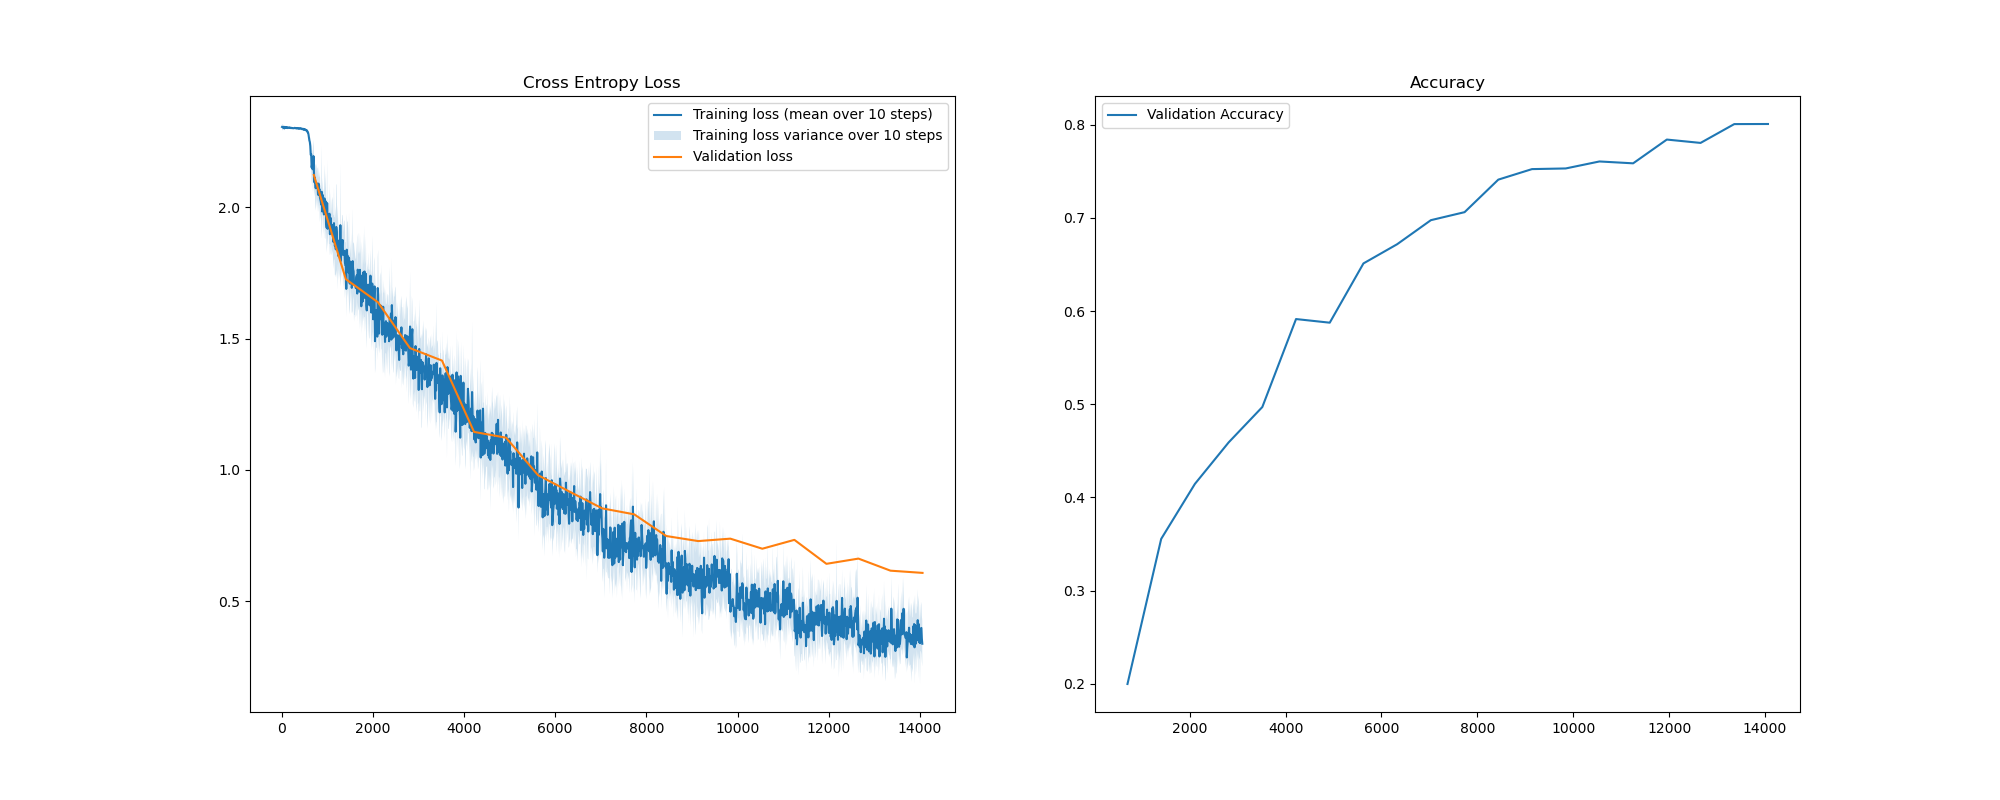 Cross Entropy Loss
Training loss (mean over 10 steps)
Training loss variance over 10 steps
Validation loss
2.0
1.5
1.0
0.5
0 2000 4000 6000 8000 10000 12000 14000
Accuracy
Validation Accuracy
0.8
0.7
0.6
0.5
0.4
0.3
0.2
2000 4000 6000 8000 10000 12000 14000